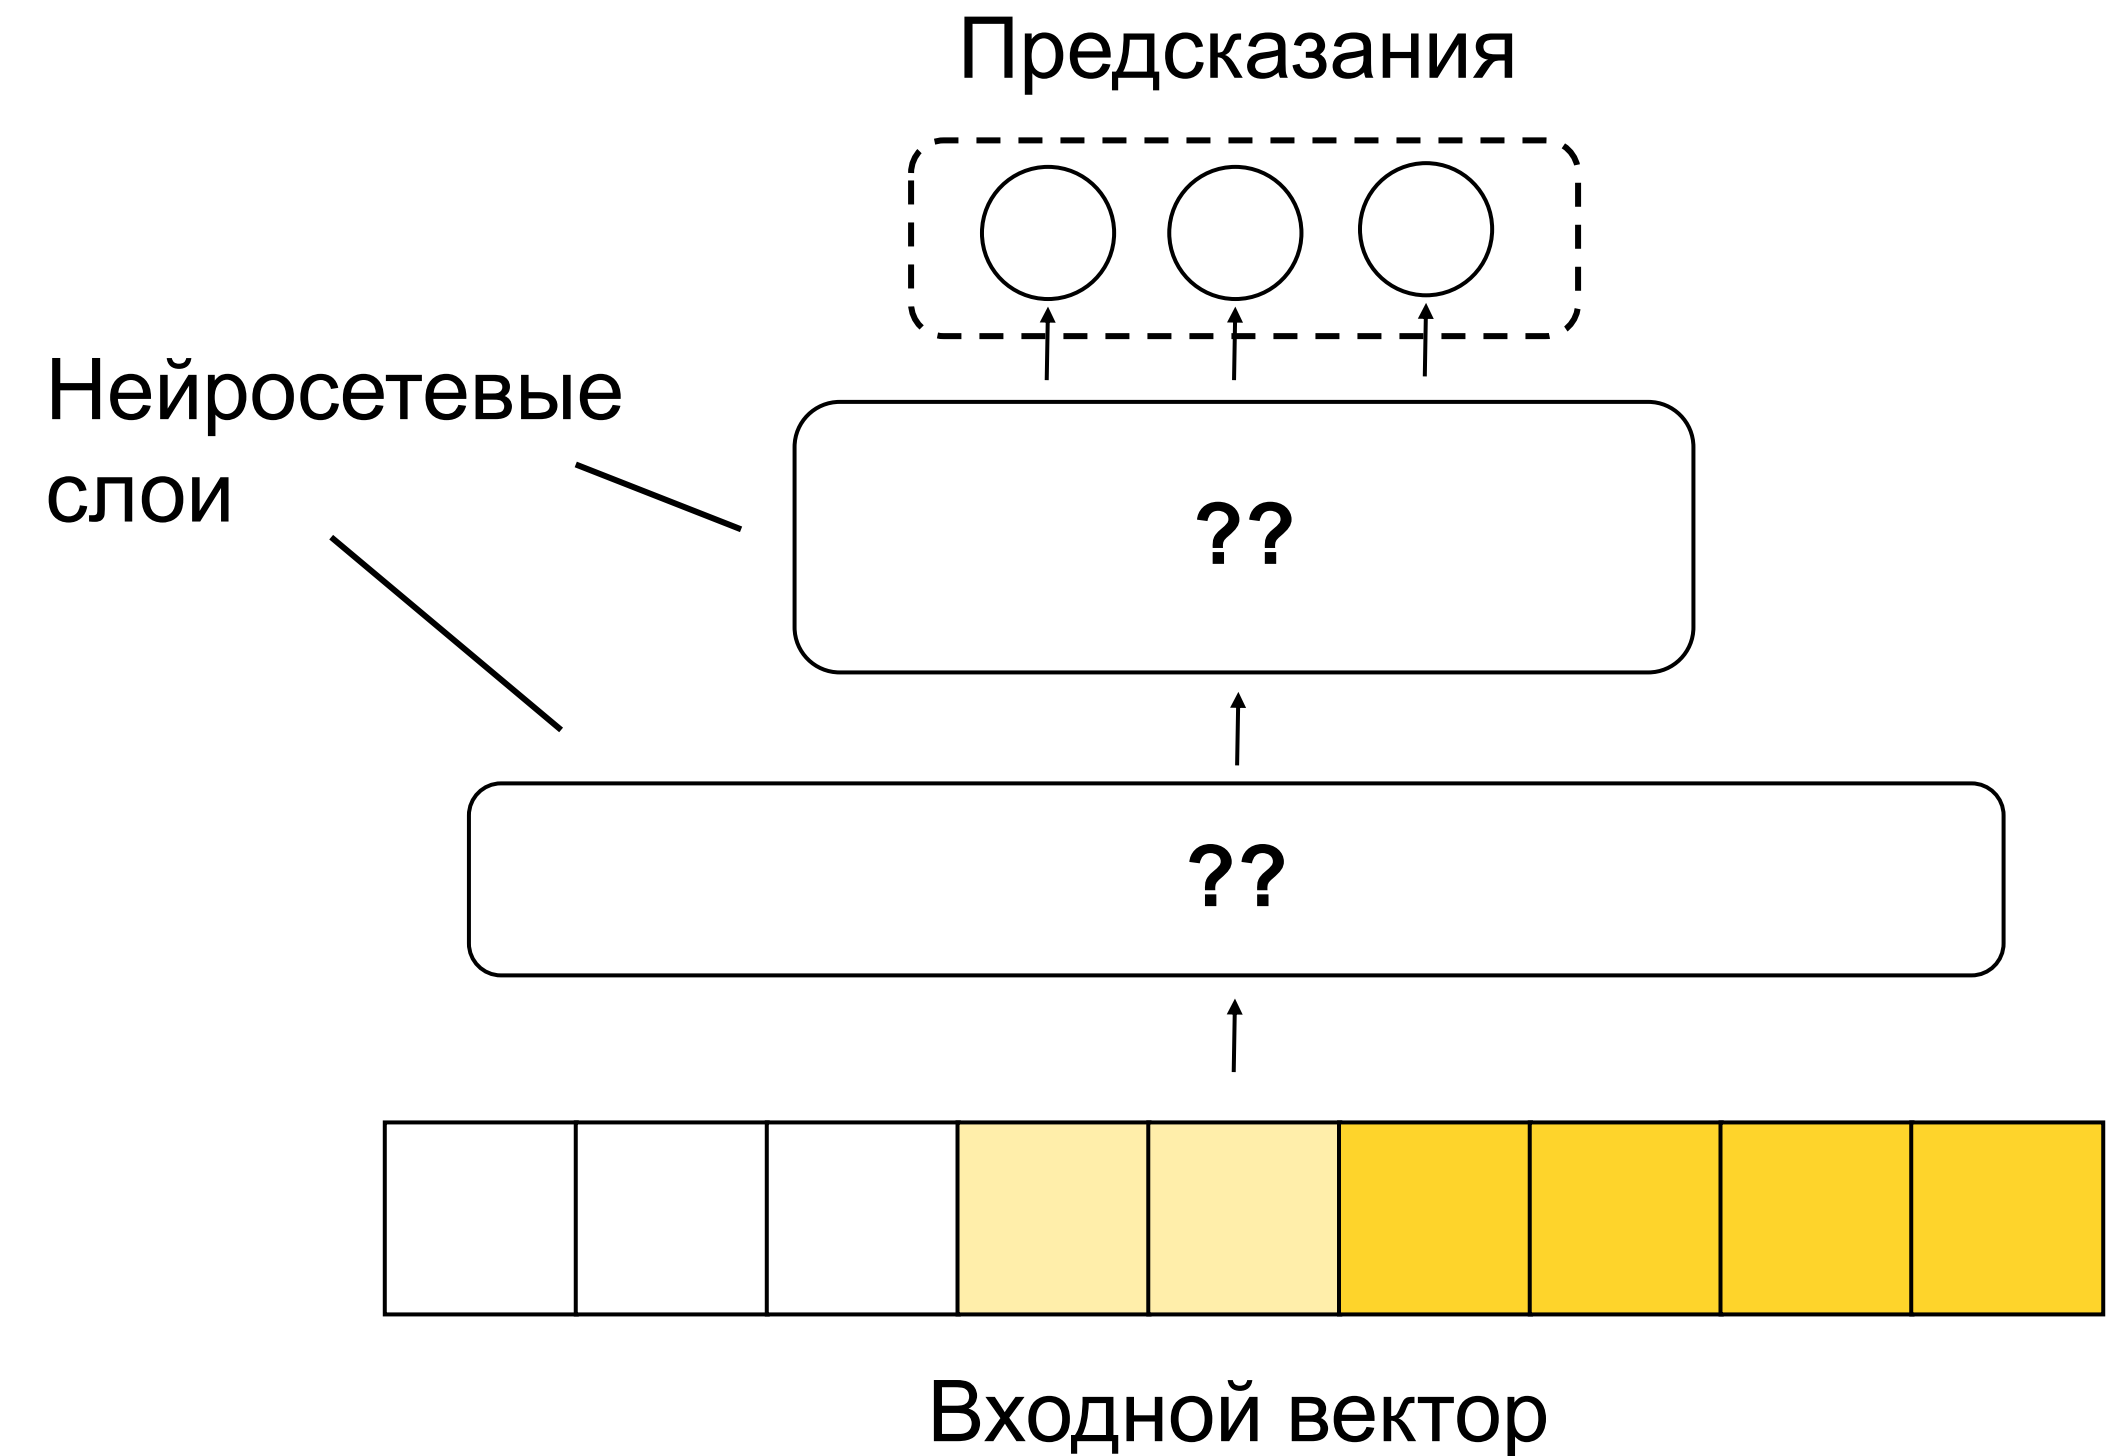 Предсказания
Нейросетевые
слои
??
??
Входной вектор